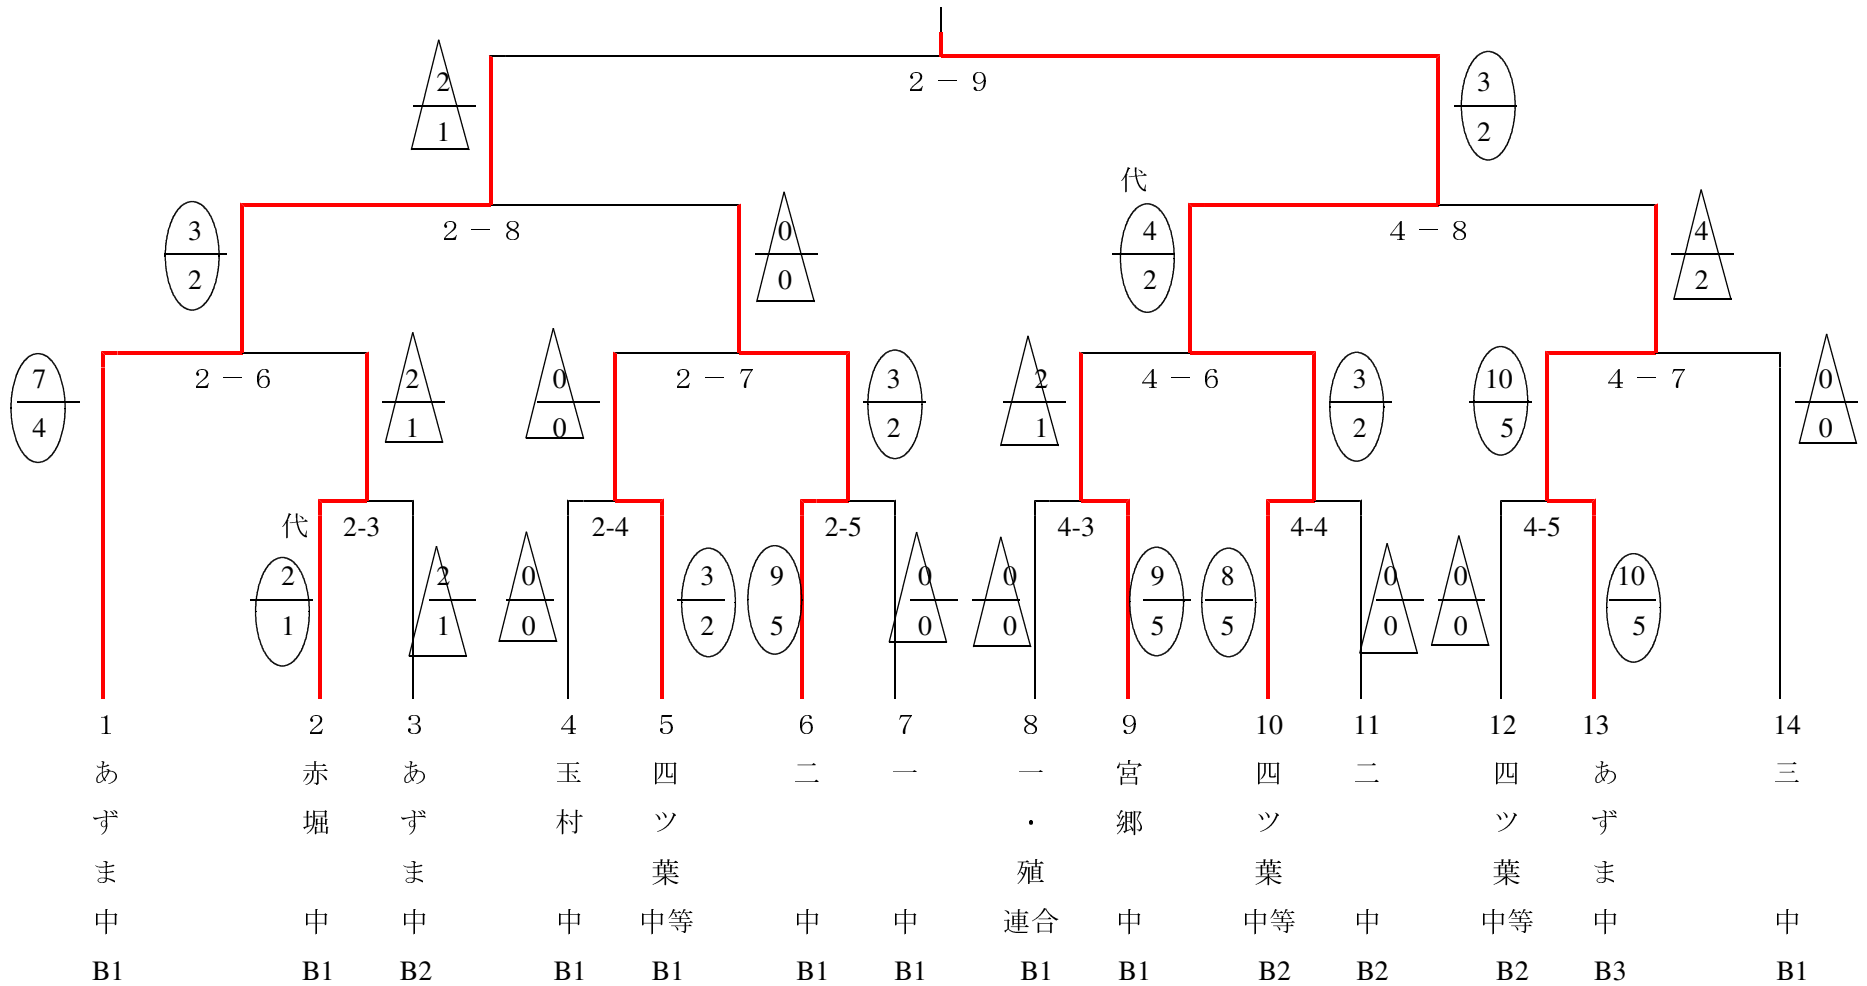 2 3
２－９
1 2
代
3 0 4 4
２－８ ４－８
2 0 2 2
7 2 0 3 2 3 10 0
２－６ ２－７ ４－６ ４－７
4 1 0 2 1 2 5 0
代 2-3 2-4 2-5 4-3 4-4 4-5
2 2 0 3 9 0 0 9 8 0 0 10
1 1 0 2 5 0 0 5 5 0 0 5
１ ２ ３ ４ ５ ６ ７ ８ ９ 10 11 12 13 14
あ 赤 あ 玉 四 二 一 一 宮 四 二 四 あ 三
ず 堀 ず 村 ツ ・ 郷 ツ ツ ず
ま ま 葉 殖 葉 葉 ま
中 中 中 中 中等 中 中 連合 中 中等 中 中等 中 中
B1 B1 B2 B1 B1 B1 B1 B1 B1 B2 B2 B2 B3 B1